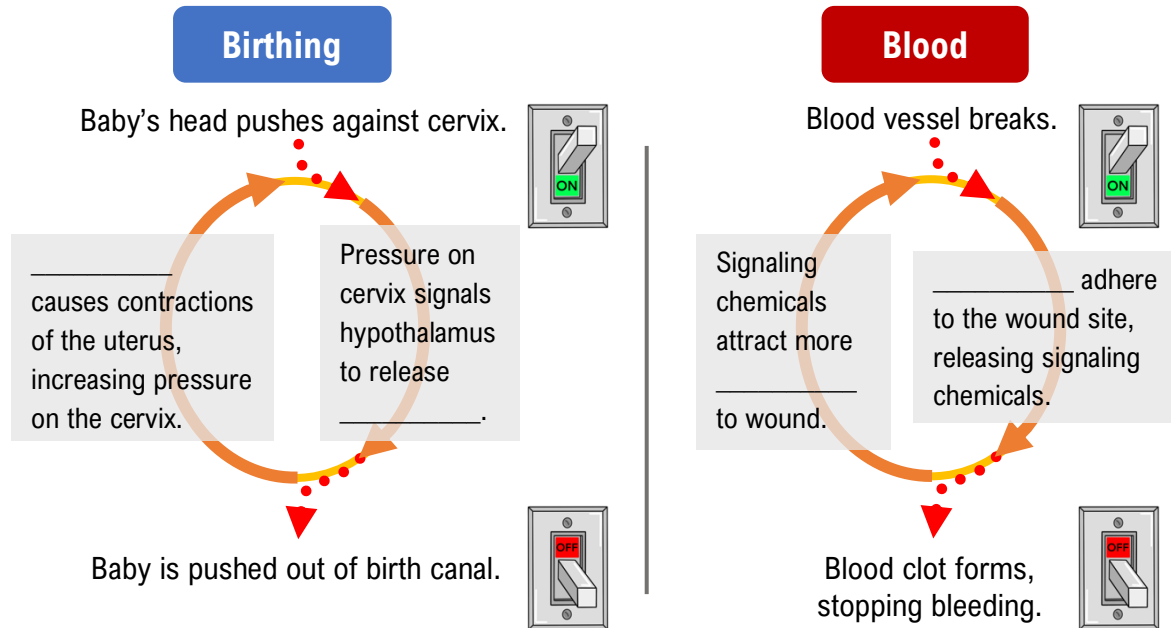 Birthing
Baby’s head pushes against cervix.
ON
Pressure on
cervix signals
hypothalamus
to release
__________.
__________
causes contractions
of the uterus,
increasing pressure
on the cervix.
OFF
Baby is pushed out of birth canal.
Blood
Blood vessel breaks.
ON
__________ adhere
to the wound site,
releasing signaling
chemicals.
Signaling
chemicals
attract more
__________
to wound.
OFF
Blood clot forms,
stopping bleeding.